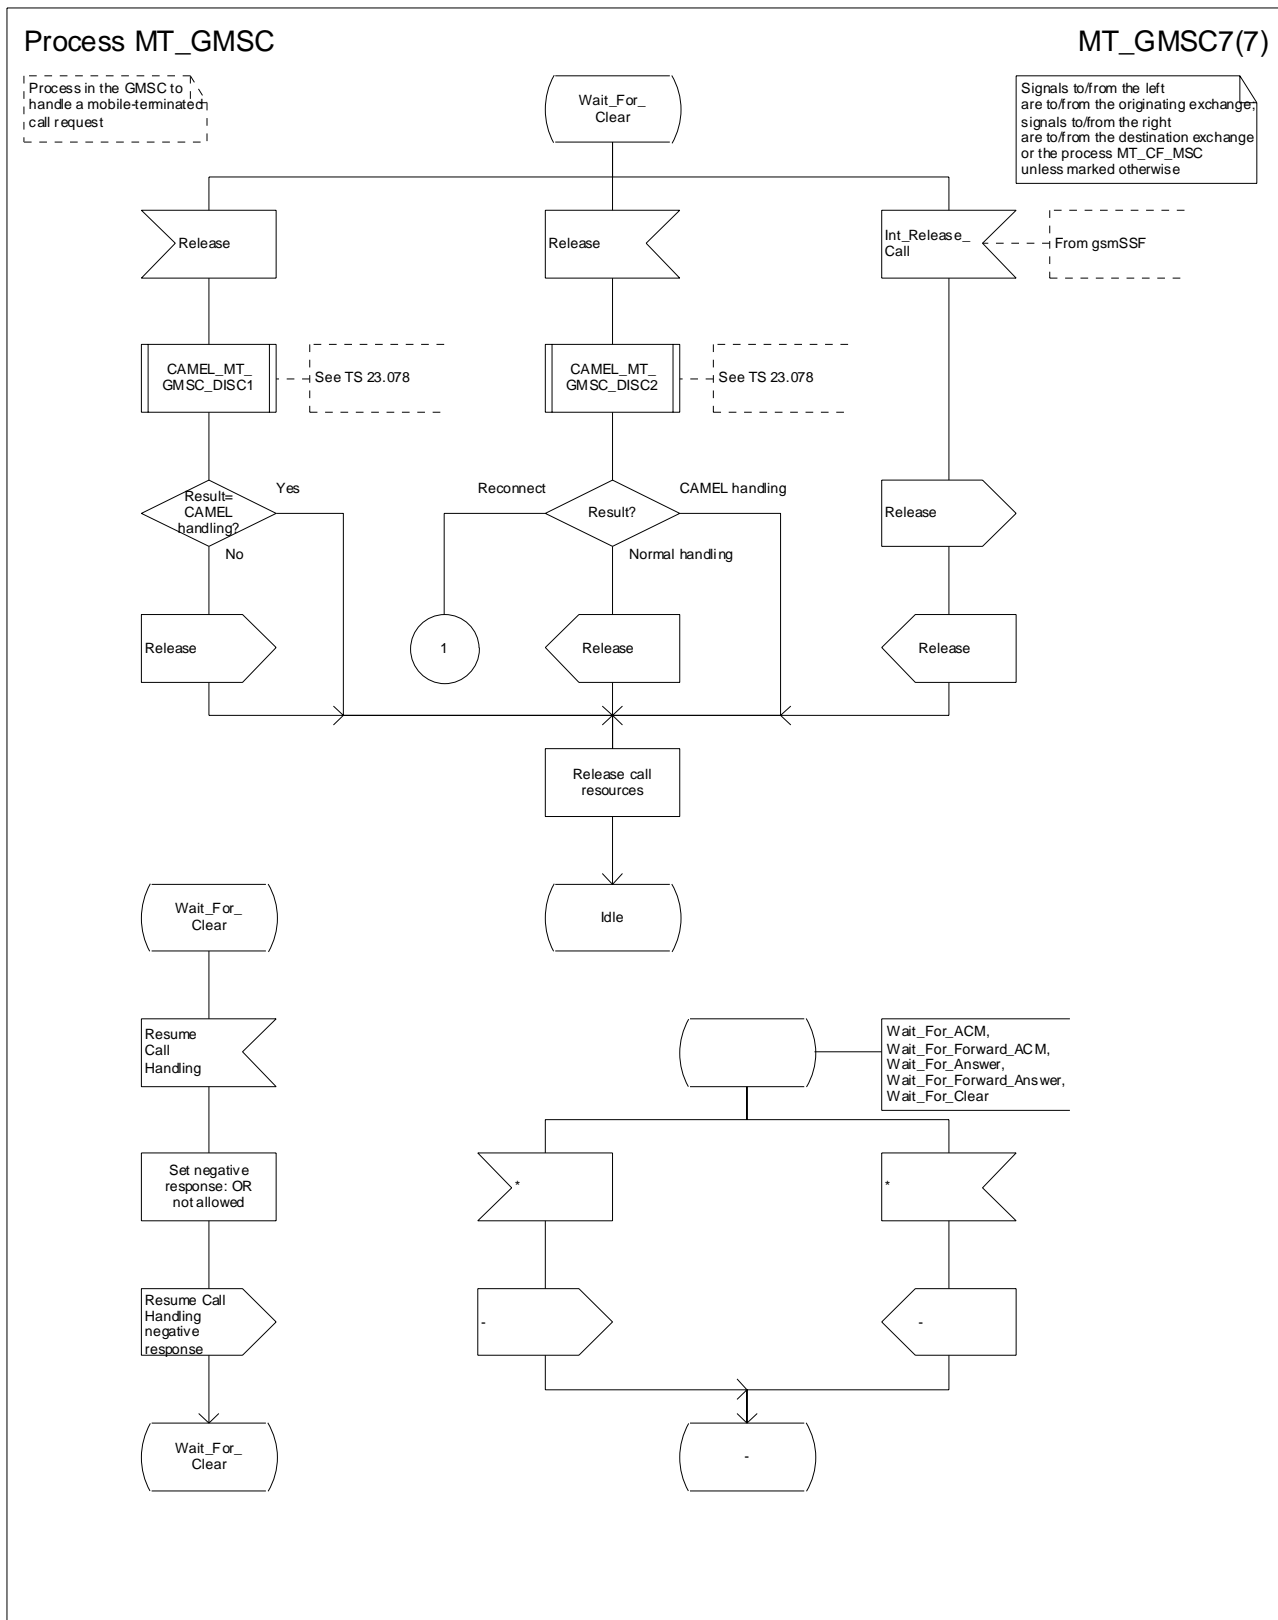 Process MT_GMSC
MT_GMSC7(7)
Process in the GMSC to
handle a mobile-terminated
call request
Wait_For_
Clear
Signals to/from the left
are to/from the originating exchange;
signals to/from the right
are to/from the destination exchange
or the process MT_CF_MSC
unless marked otherwise
Release
Release
Int_Release_
Call
From gsmSSF
CAMEL_MT_
GMSC_DISC1
See TS 23.078
CAMEL_MT_
GMSC_DISC2
See TS 23.078
Result=
CAMEL
handling?
Yes
No
Reconnect
Result?
CAMEL handling
Normal handling
Release
Release
1
Release
Release
Release call
resources
Wait_For_
Clear
Idle
Resume
Call
Handling
Wait_For_ACM,
Wait_For_Forward_ACM,
Wait_For_Answer,
Wait_For_Forward_Answer,
Wait_For_Clear
Set negative
response: OR
not allowed
*
*
Resume Call
Handling
negative
response
-
-
Wait_For_
Clear
-